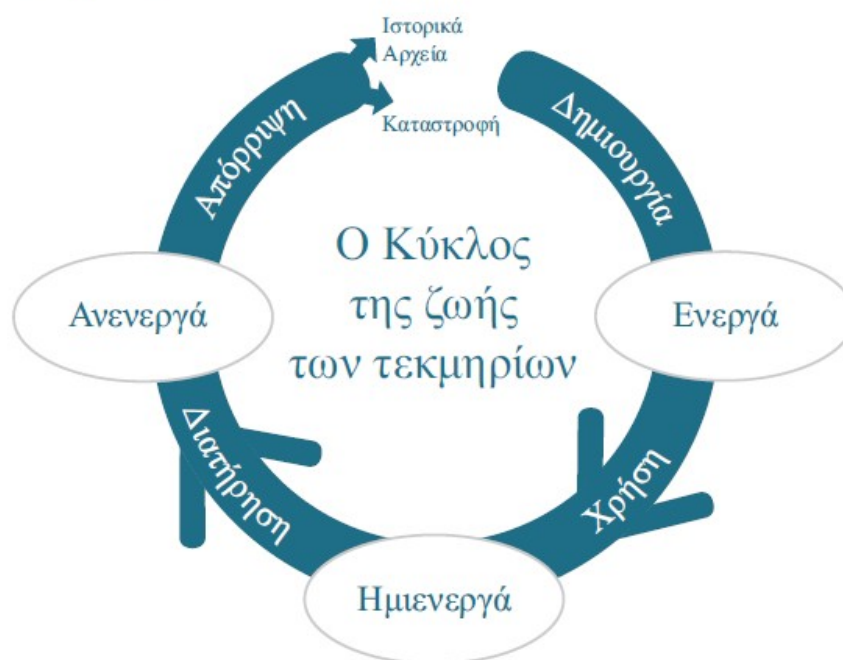 Ιστορικά
Αρχεία
Καταστροφή
Απόρριψη
Δημιουργία
Ο Κύκλος
της ζωής
των τεκμηρίων
Ανενεργά
Ενεργά
Διατήρηση
Χρήση
Ημιενεργά